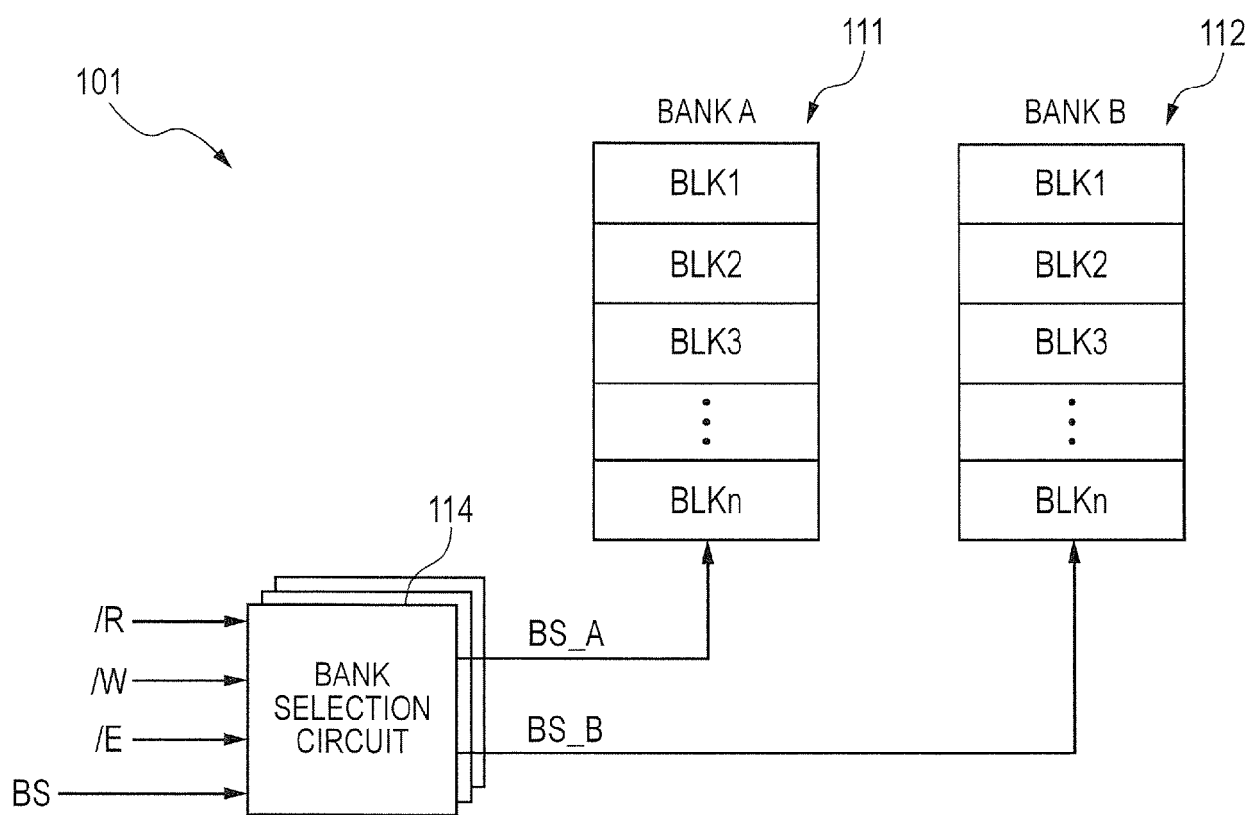 111
112
101
BANK A
BANK B
BLK1
BLK1
BLK2
BLK2
BLK3
BLK3
BLKn
BLKn
114
/R
/W
/E
BS
BANK
SELECTION
CIRCUIT
BS_A
BS_B